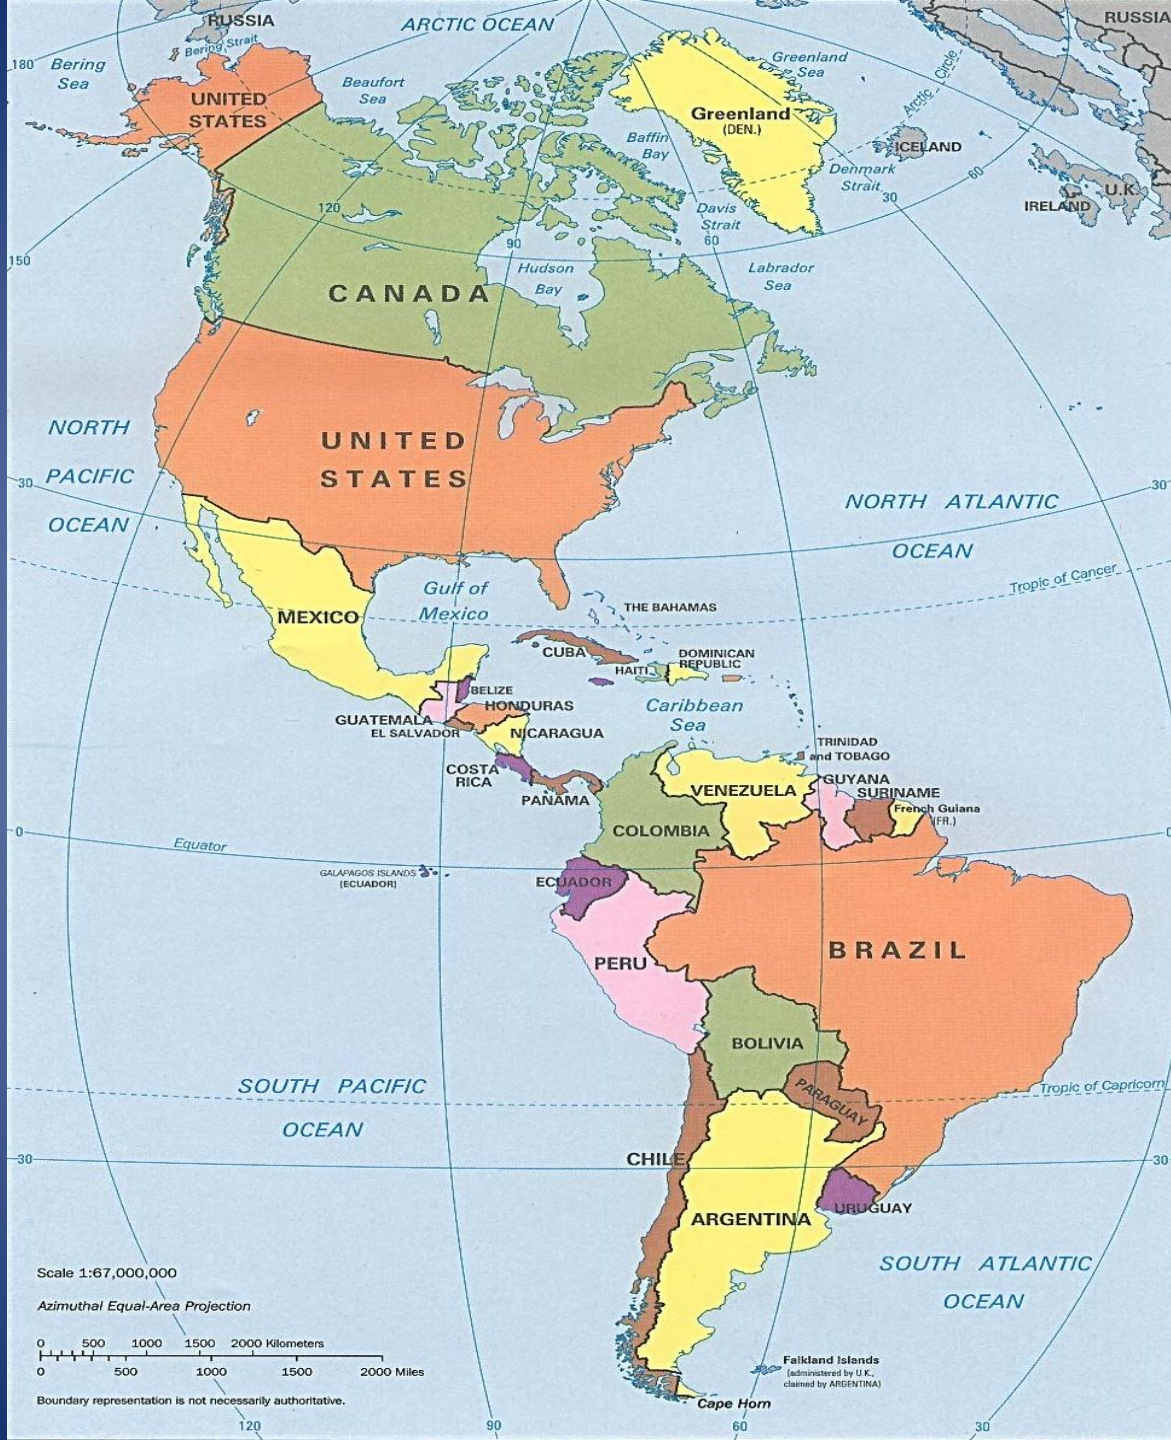 RUSSIA
ARCTIC OCEAN
RUSSIA
Bering Strait
180
Bering
Sea
Beaufort
Sea
Greenland
Sea
Arctic Circle
UNITED
STATES
Greenland
(DEN.)
Baffin
Bay
ICELAND
Denmark
Strait
60
U.K.
IRELAND
30
120
Davis
Strait
90
60
150
Hudson
Bay
Labrador
Sea
CANADA
NORTH
PACIFIC
OCEAN
UNITED
STATES
30
30
NORTH ATLANTIC
OCEAN
Tropic of Cancer
Gulf of
Mexico
MEXICO
THE BAHAMAS
CUBA
DOMINICAN
REPUBLIC
HAITI
BELIZE
HONDURAS
GUATEMALA
EL SALVADOR
NICARAGUA
Caribbean
Sea
COSTA
RICA
PANAMA
TRINIDAD
and TOBAGO
VENEZUELA
GUYANA
SURINAME
French Guiana
(FR.)
COLOMBIA
0
Equator
0
GALAPAGOS ISLANDS
(ECUADOR)
ECUADOR
PERU
BRAZIL
BOLIVIA
PARAGUAY
SOUTH PACIFIC
OCEAN
Tropic of Capricorn
30
CHILE
30
URUGUAY
ARGENTINA
SOUTH ATLANTIC
OCEAN
Scale 1:67,000,000
Azimuthal Equal-Area Projection
0 500 1000 1500 2000 Kilometers
0 500 1000 1500 2000 Miles
Boundary representation is not necessarily authoritative.
Falkland Islands
(administered by U.K.,
claimed by ARGENTINA)
Cape Horn
120
90
60
30